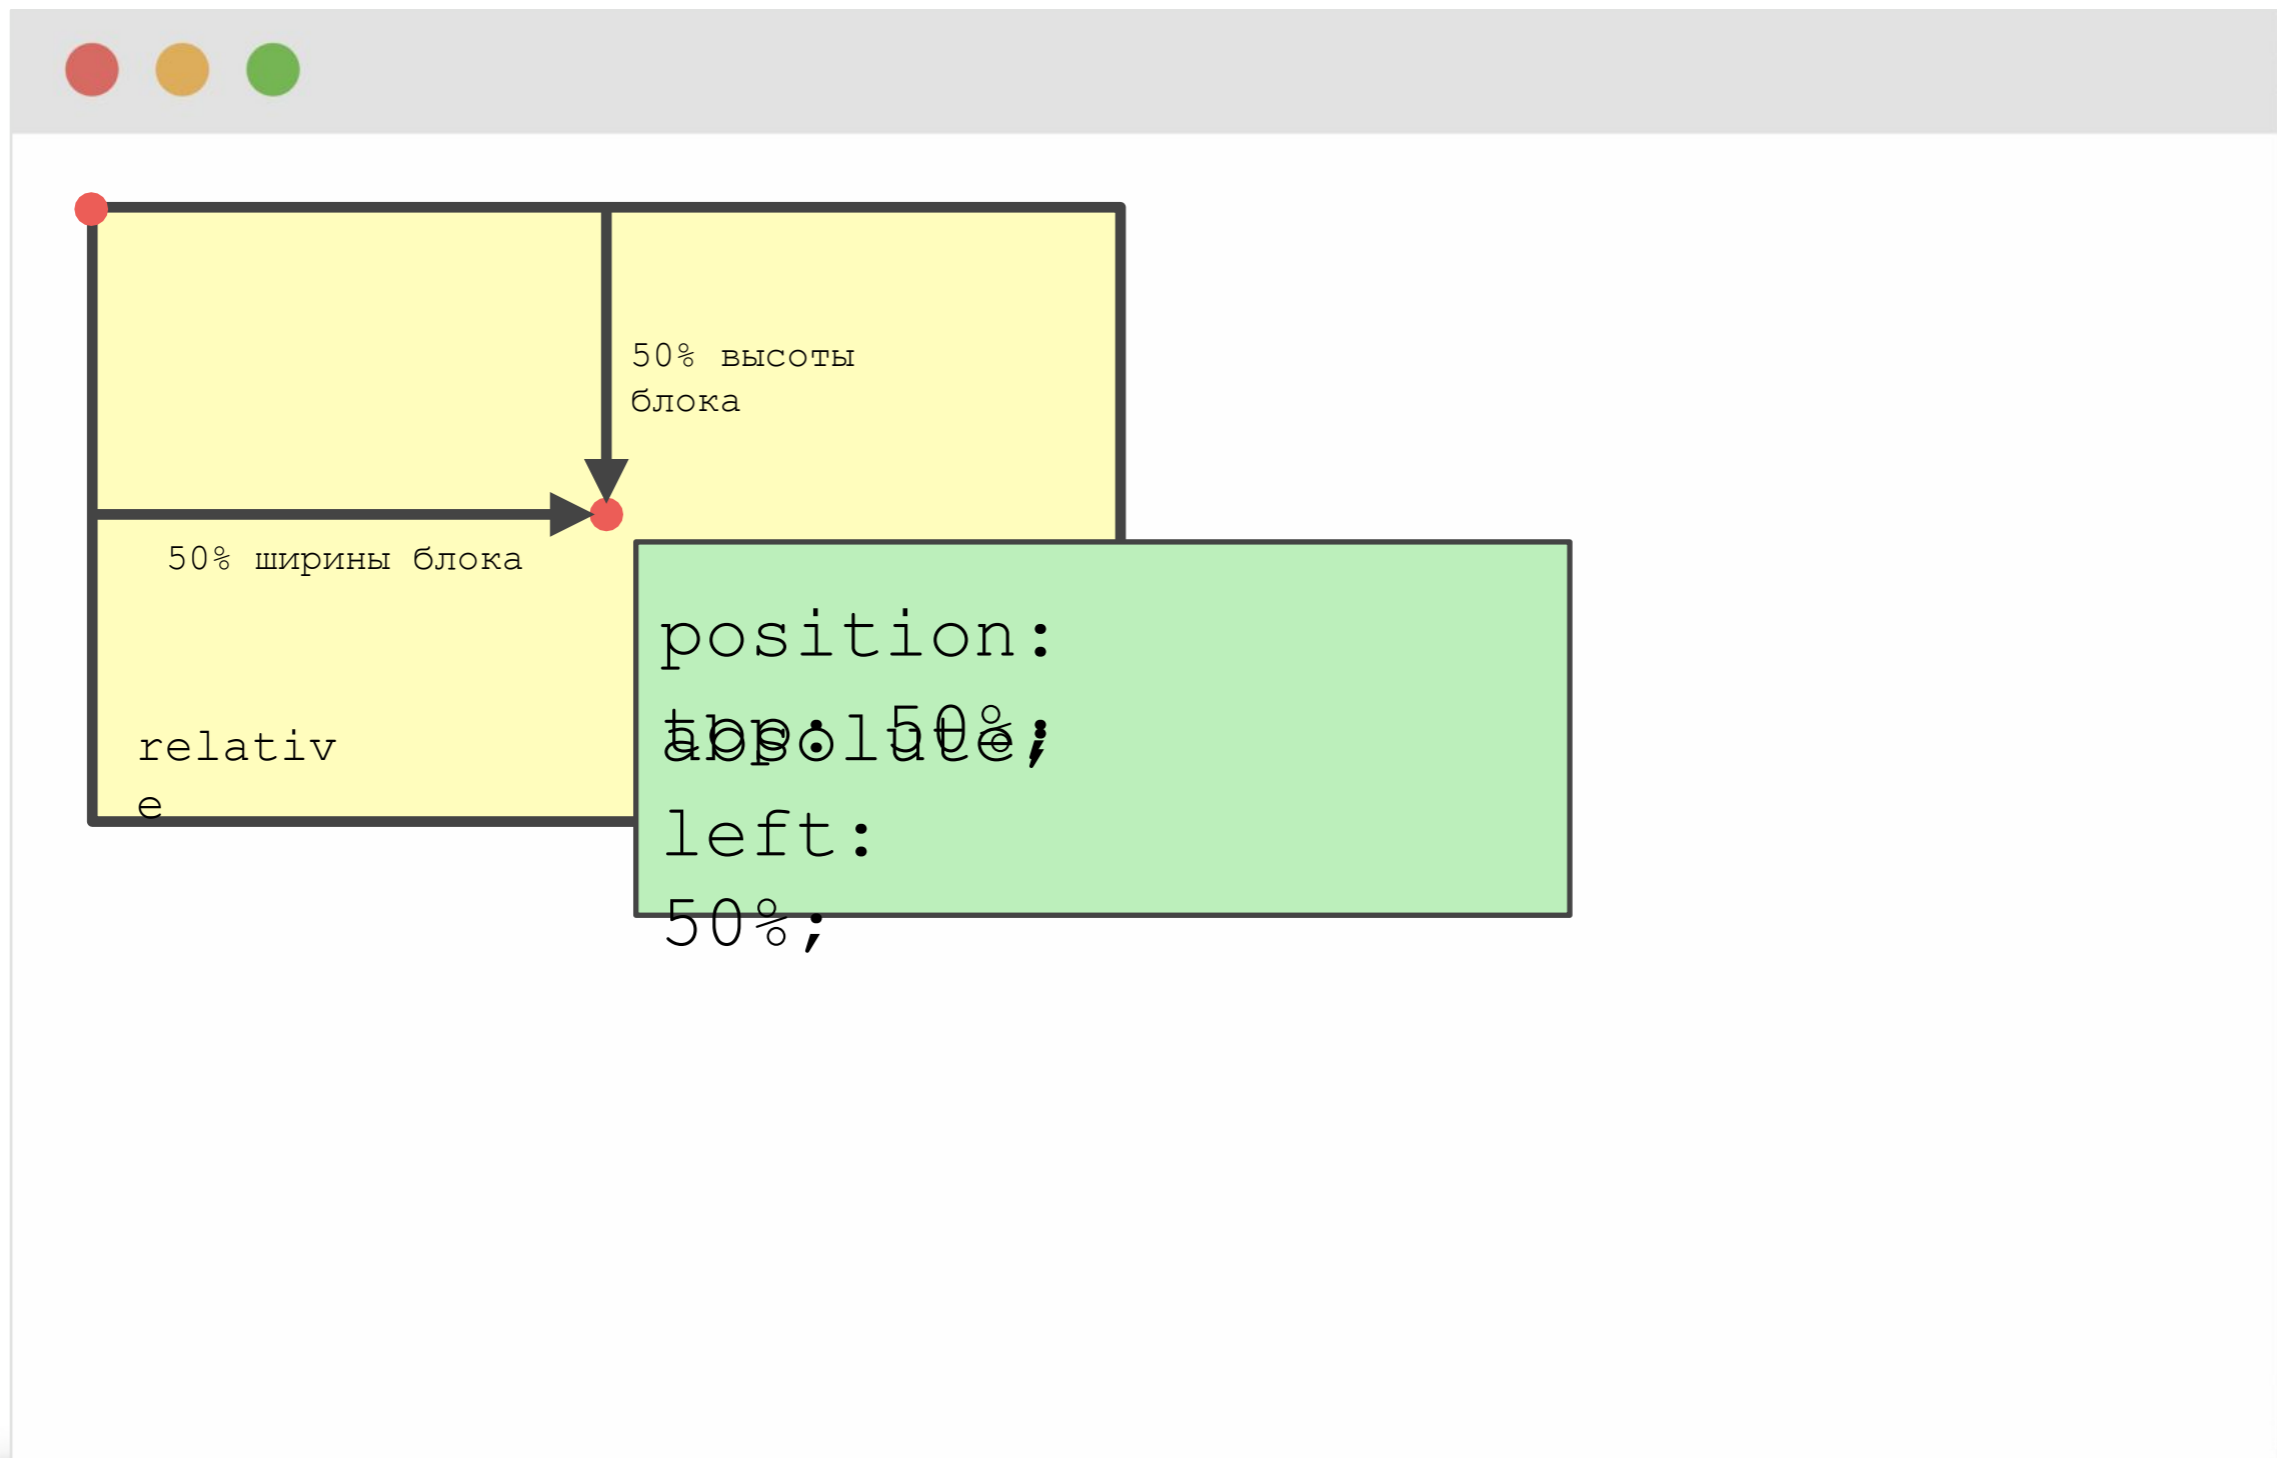 50% высоты
блока
50% ширины блока
position:
top: 50%;
absolute;
relativ
e
left:
50%;